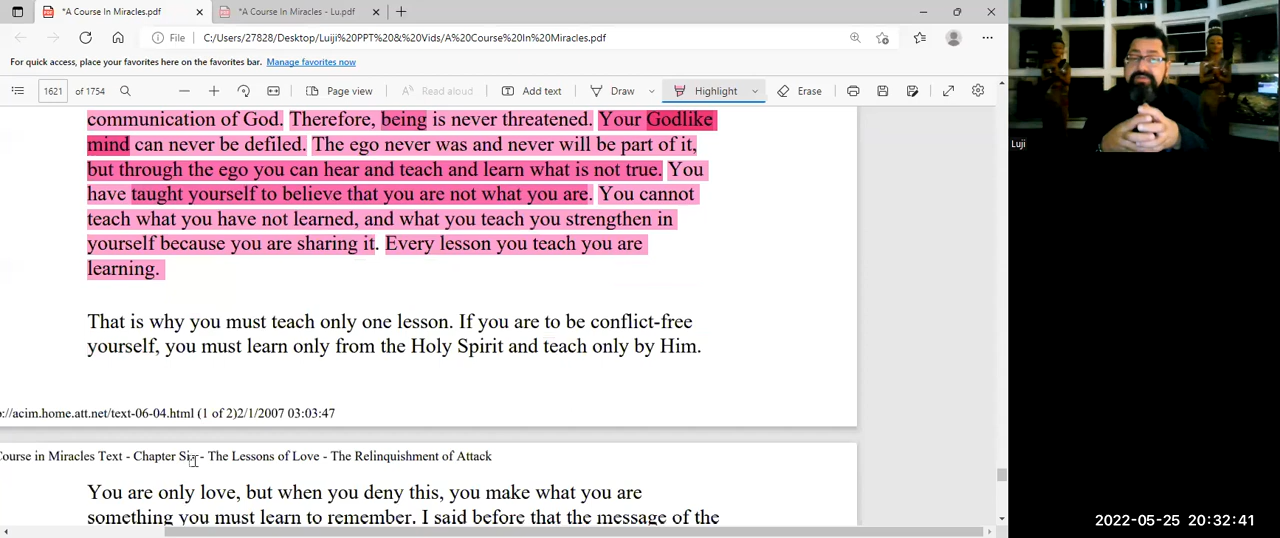 *A Course In Miracles.pdf
*A Course In Miracles - Lu.pdf
File
C:/Users/27828/Desktop/Luiji%20PPT%20&%20Vids/A%20Course%20In%20Miracles.pdf
For quick access, place your favorites here on the favorites bar. Manage favorites now
1621 of 1754
Page view
Read aloud
Add text
Draw
Highlight
Erase
communication of God. Therefore, being is never threatened. Your Godlike
mind can never be defiled. The ego never was and never will be part of it,
but through the ego you can hear and teach and learn what is not true. You
have taught yourself to believe that you are not what you are. You cannot
teach what you have not learned, and what you teach you strengthen in
yourself because you are sharing it. Every lesson you teach you are
learning.
That is why you must teach only one lesson. If you are to be conflict-free
yourself, you must learn only from the Holy Spirit and teach only by Him.
://acim.home.att.net/text-06-04.html (1 of 2)2/1/2007 03:03:47
Course in Miracles Text - Chapter Six - The Lessons of Love - The Relinquishment of Attack
You are only love, but when you deny this, you make what you are
something you must learn to remember. I said before that the message of the
Luji
2022-05-25 20:32:41